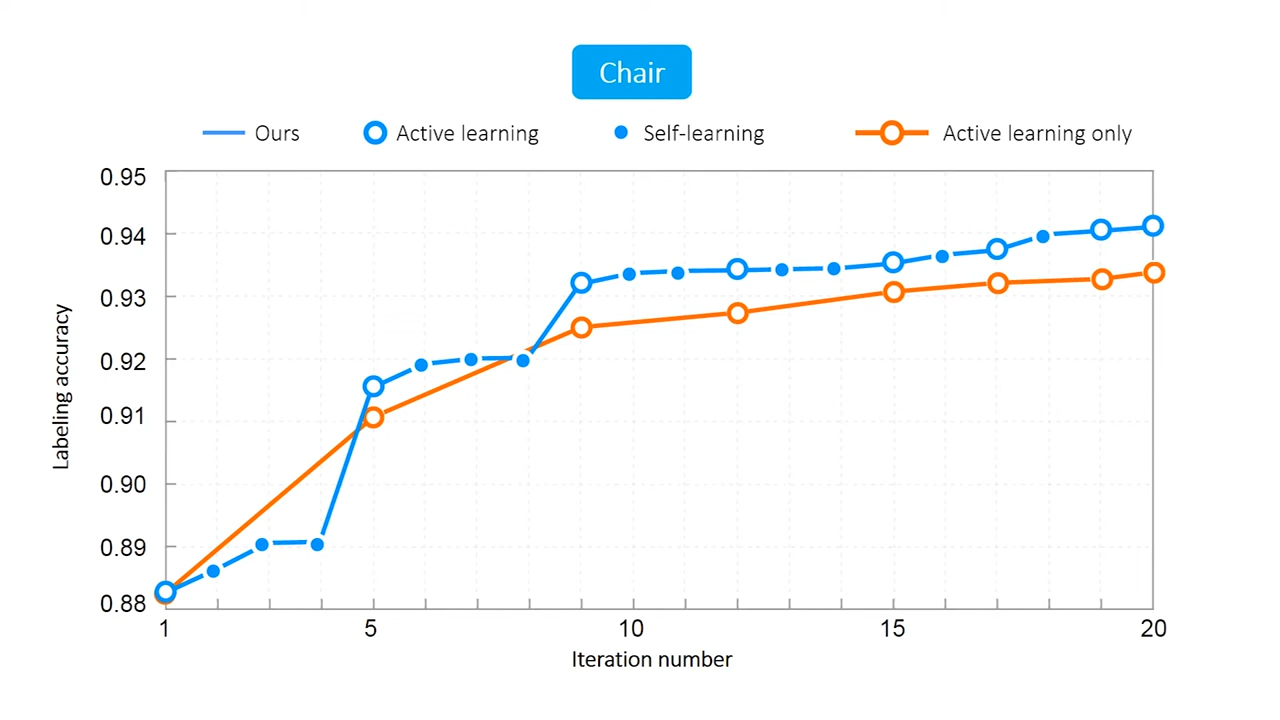 Chair
Ours Active learning Self-learning Active learning only
0.95
0.94
0.93
0.92
0.91
0.90
0.89
0.88
Labeling accuracy
1 5 10 15 20
Iteration number